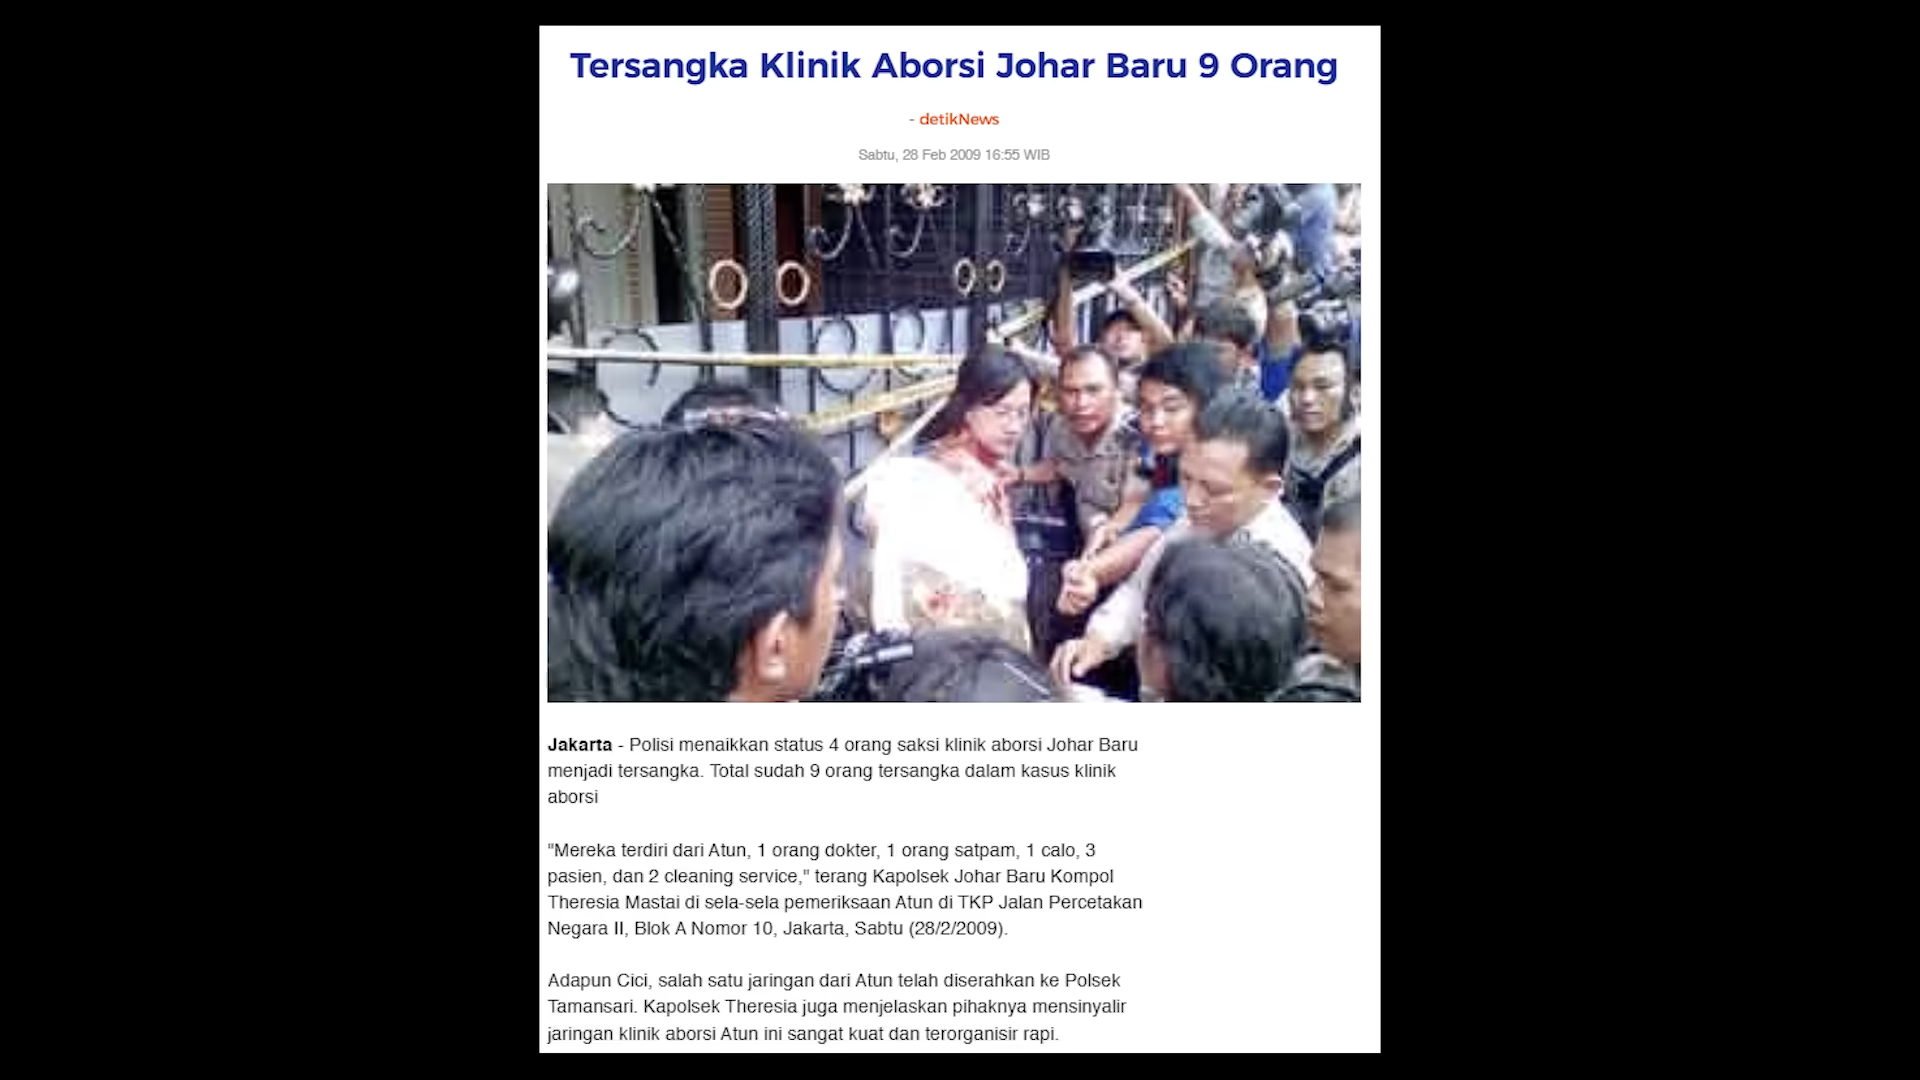 Tersangka Klinik Aborsi Johar Baru 9 Orang
- detikNews
Sabtu, 28 Feb 2009 16:55 WIB
Jakarta - Polisi menaikkan status 4 orang saksi klinik aborsi Johar Baru
menjadi tersangka. Total sudah 9 orang tersangka dalam kasus klinik
aborsi
"Mereka terdiri dari Atun, 1 orang dokter, 1 orang satpam, 1 calo, 3
pasien, dan 2 cleaning service," terang Kapolsek Johar Baru Kompol
Theresia Mastai di sela-sela pemeriksaan Atun di TKP Jalan Percetakan
Negara II, Blok A Nomor 10, Jakarta, Sabtu (28/2/2009).
Adapun Cici, salah satu jaringan dari Atun telah diserahkan ke Polsek
Tamansari. Kapolsek Theresia juga menjelaskan pihaknya mensinyalir
jaringan klinik aborsi Atun ini sangat kuat dan terorganisir rapi.